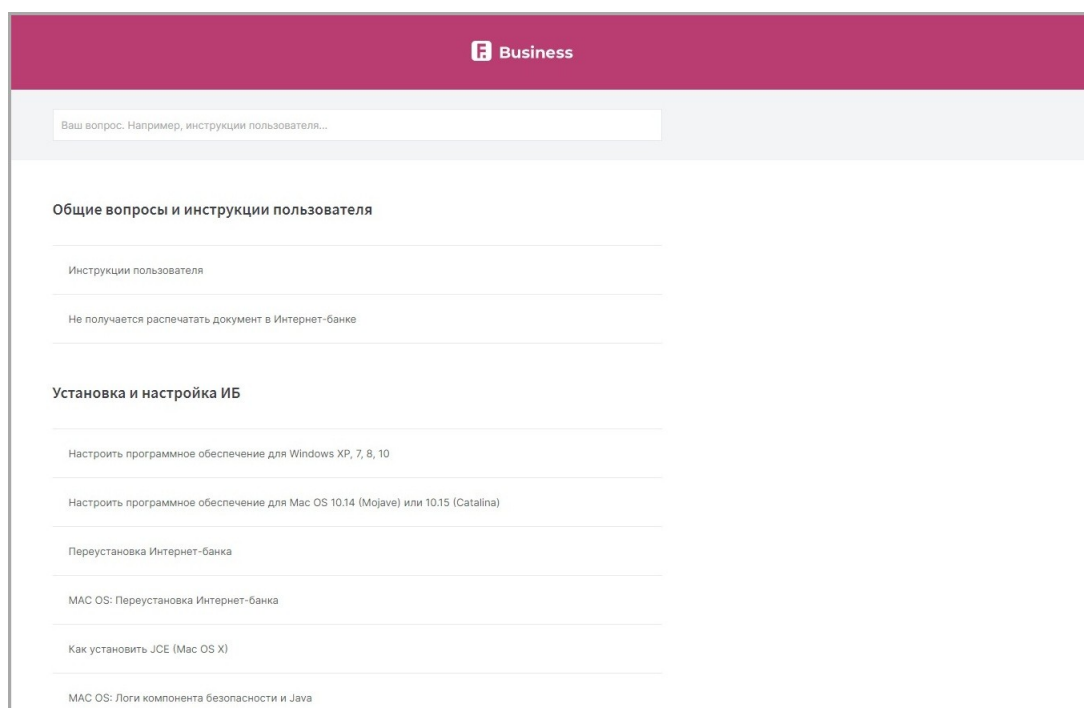 F. Business
Ваш вопрос. Например, инструкции пользователя...
Общие вопросы и инструкции пользователя
Инструкции пользователя
Не получается распечатать документ в Интернет-банке
Установка и настройка ИБ
Настроить программное обеспечение для Windows XP, 7, 8, 10
Настроить программное обеспечение для Mac OS 10.14 (Mojave) или 10.15 (Catalina)
Переустановка Интернет-банка
MAC OS: Переустановка Интернет-банка
Как установить JCE (Mac OS X)
MAC OS: Логи компонента безопасности и Java